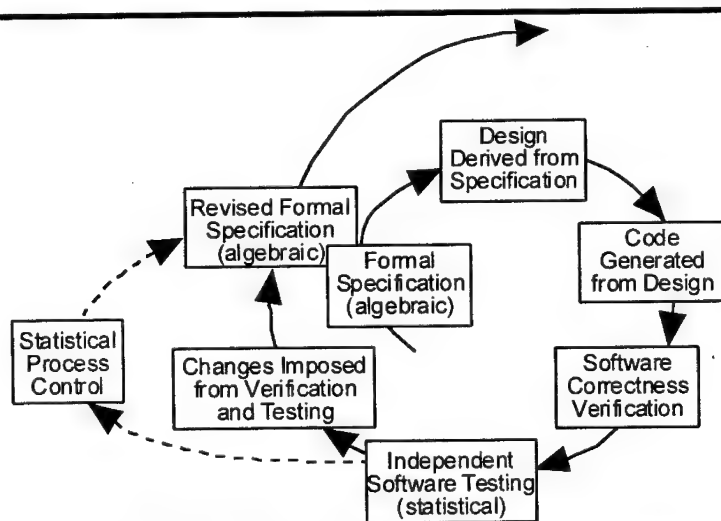 Design
Derived from
Specification
Revised Formal
Specification
(algebraic)
Formal
Specification
(algebraic)
Code
Generated
from Design
Statistical
Process
Control
Changes Imposed
from Verification
and Testing
Software
Correctness
Verification
Independent
Software Testing
(statistical)